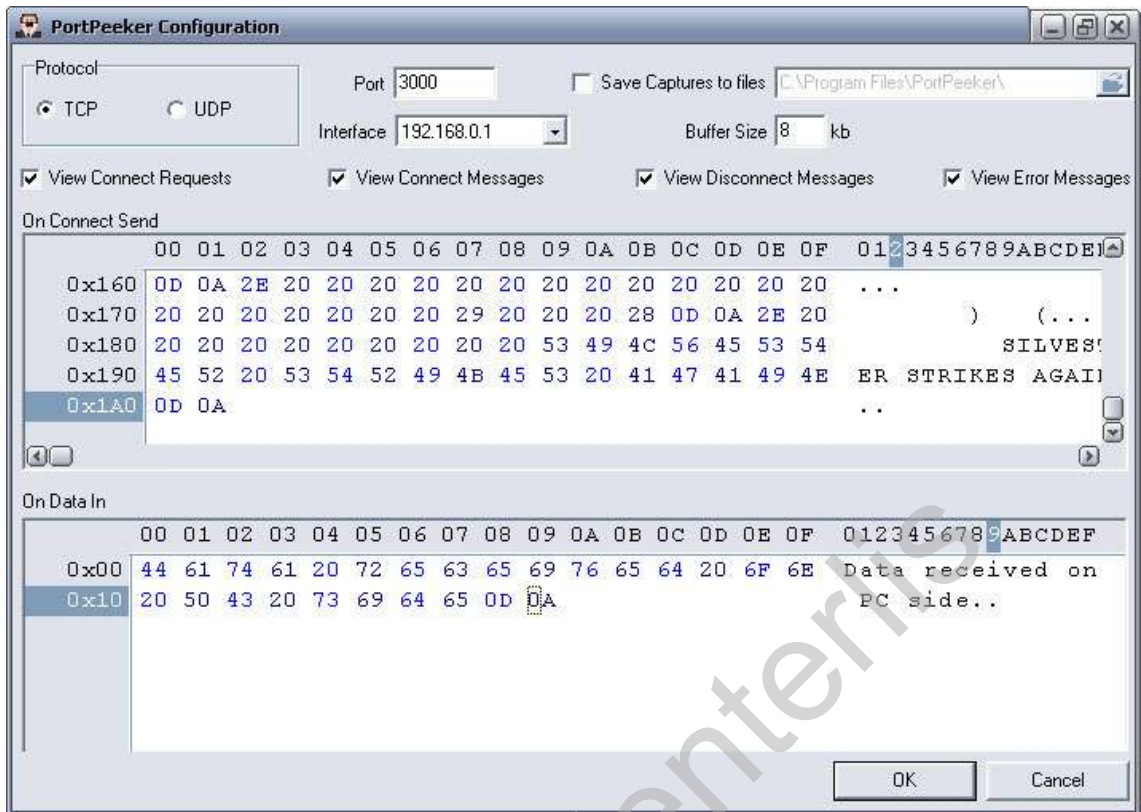 PortPeeker Configuration
Protocol
TCP
UDP
Port 3000
Save Captures to files C:\Program Files\PortPeeker\
Interface 192.168.0.1
Buffer Size 8 kb
View Connect Requests
View Connect Messages
View Disconnect Messages
View Error Messages
On Connect Send
00 01 02 03 04 05 06 07 08 09 0A 0B 0C 0D 0E 0F 0123456789ABCDE
0x160 0D 0A 2E 20 20 20 20 20 20 20 20 20 20 20 20 20 ...
0x170 20 20 20 20 20 20 20 29 20 20 20 28 0D 0A 2E 20 ) (...
0x180 20 20 20 20 20 20 20 20 20 53 49 4C 56 45 53 54 SILVES
0x190 45 52 20 53 54 52 49 4B 45 53 20 41 47 41 49 4E ER STRIKES AGAI
0x1A0 0D 0A ..
On Data In
00 01 02 03 04 05 06 07 08 09 0A 0B 0C 0D 0E 0F 0123456789ABCDEF
0x00 44 61 74 61 20 72 65 63 65 69 76 65 64 20 6F 6E Data received on
0x10 20 50 43 20 73 69 64 65 0D 0A PC side..
OK
Cancel
enterlis